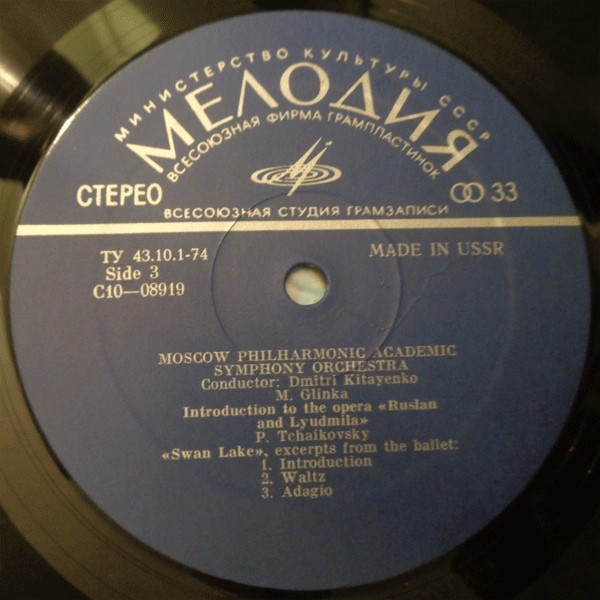 МИНИСТЕРСТВО КУЛЬТУРЫ СССР
МЕЛОДИЯ
ВСЕСОЮЗНАЯ ФИРМА ГРАМПЛАСТИНОК
СТЕРЕО
33
ВСЕСОЮЗНАЯ СТУДИЯ ГРАМЗАПИСИ
ТУ 43.10.1-74
MADE IN USSR
Side 3
С10—08919
MOSCOW PHILHARMONIC ACADEMIC
SYMPHONY ORCHESTRA
Conductor: Dmitri Kitayenko
M. Glinka
Introduction to the opera «Ruslan
and Lyudmila»
P. Tchaikovsky
«Swan Lake», excerpts from the ballet:
1. Introduction
2. Waltz
3. Adagio